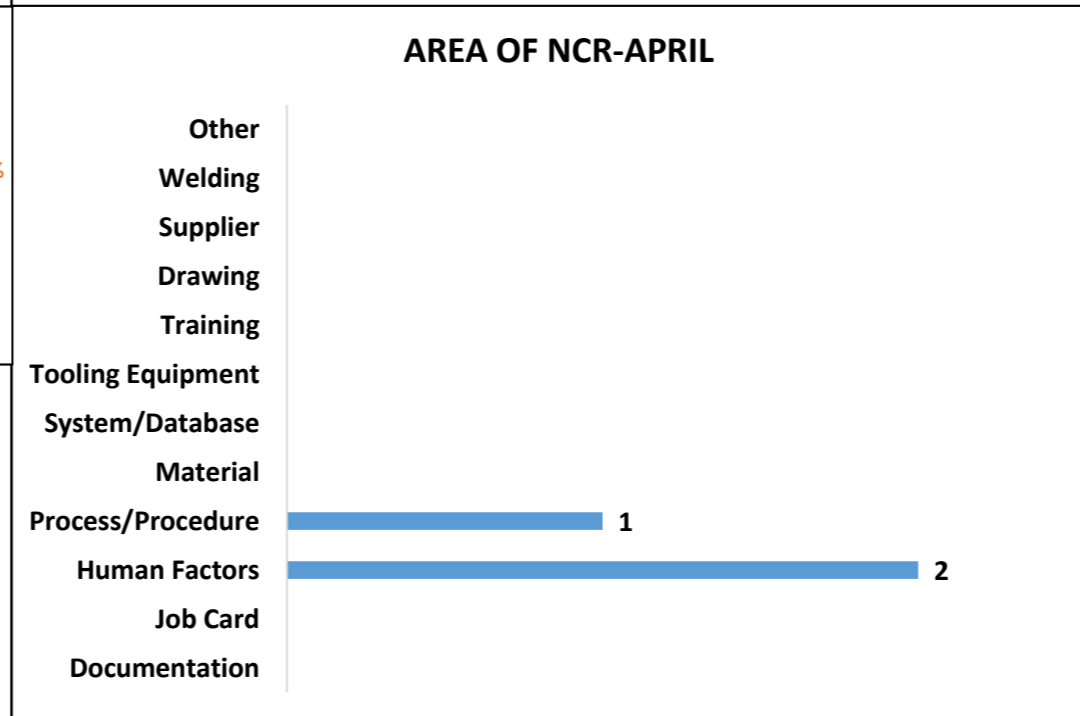 AREA OF NCR-APRIL
Other
Welding
Supplier
Drawing
Training
Tooling Equipment
System/Database
Material
Process/Procedure 1
Human Factors 2
Job Card
Documentation